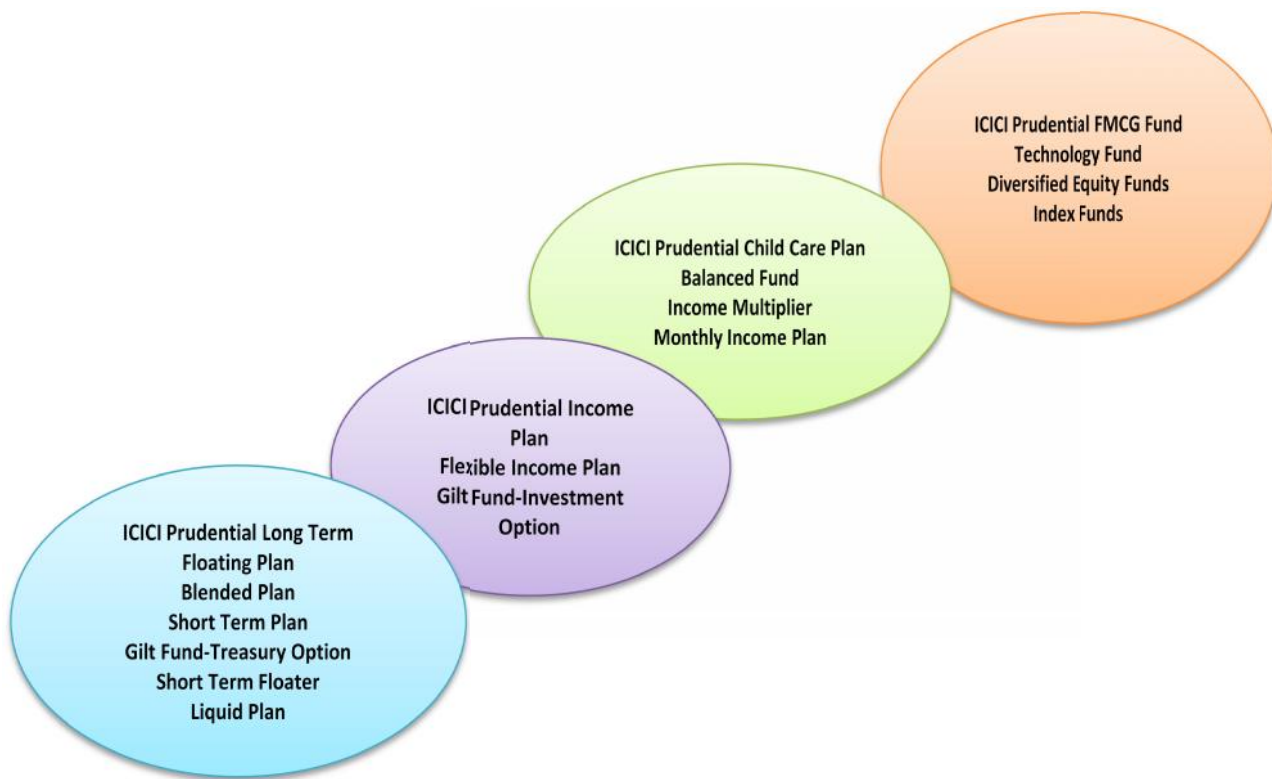 ICICI Prudential FMCG Fund
Technology Fund
Diversified Equity Funds
Index Funds
ICICI Prudential Child Care Plan
Balanced Fund
Income Multiplier
Monthly Income Plan
ICICI Prudential Income
Plan
Flexible Income Plan
Gilt Fund-Investment
Option
ICICI Prudential Long Term
Floating Plan
Blended Plan
Short Term Plan
Gilt Fund-Treasury Option
Short Term Floater
Liquid Plan